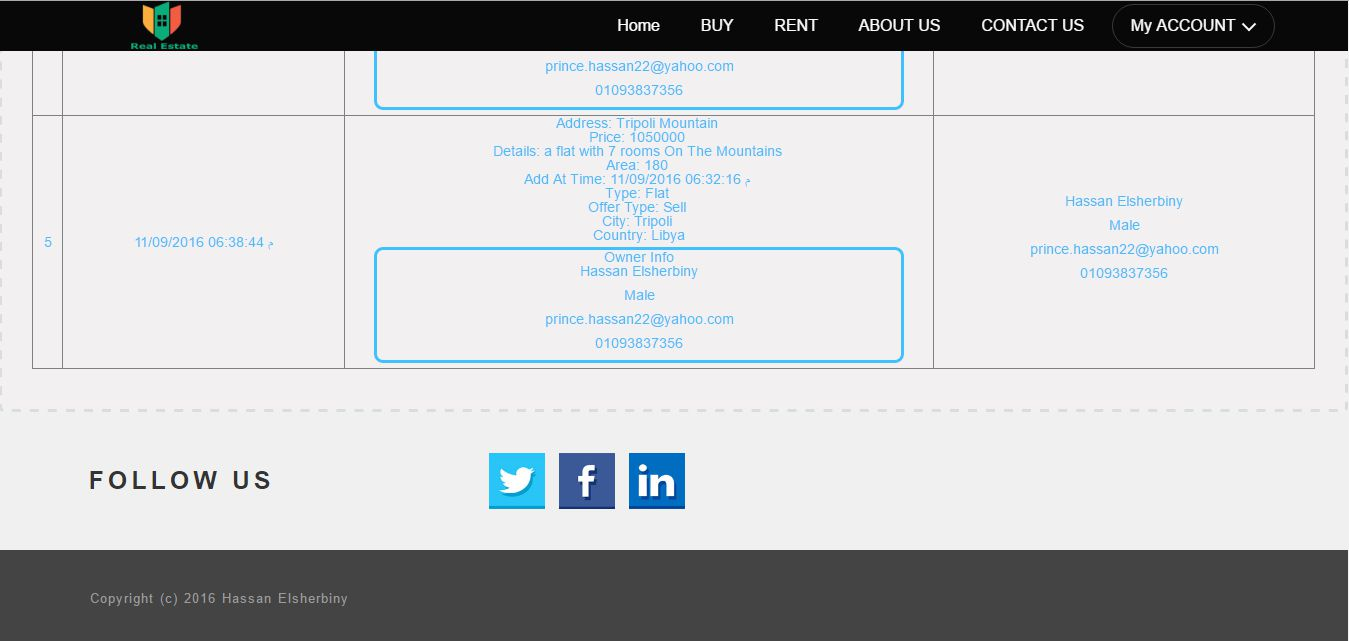 Real Estate
Home BUY RENT ABOUT US CONTACT US My ACCOUNT
prince.hassan22@yahoo.com
01093837356
5
11/09/2016 06:38:44 م
Address: Tripoli Mountain
Price: 1050000
Details: a flat with 7 rooms On The Mountains
Area: 180
Add At Time: 11/09/2016 06:32:16 م
Type: Flat
Offer Type: Sell
City: Tripoli
Country: Libya
Owner Info
Hassan Elsherbiny
Male
prince.hassan22@yahoo.com
01093837356
Hassan Elsherbiny
Male
prince.hassan22@yahoo.com
01093837356
FOLLOW US
f
in
Copyright (c) 2016 Hassan Elsherbiny